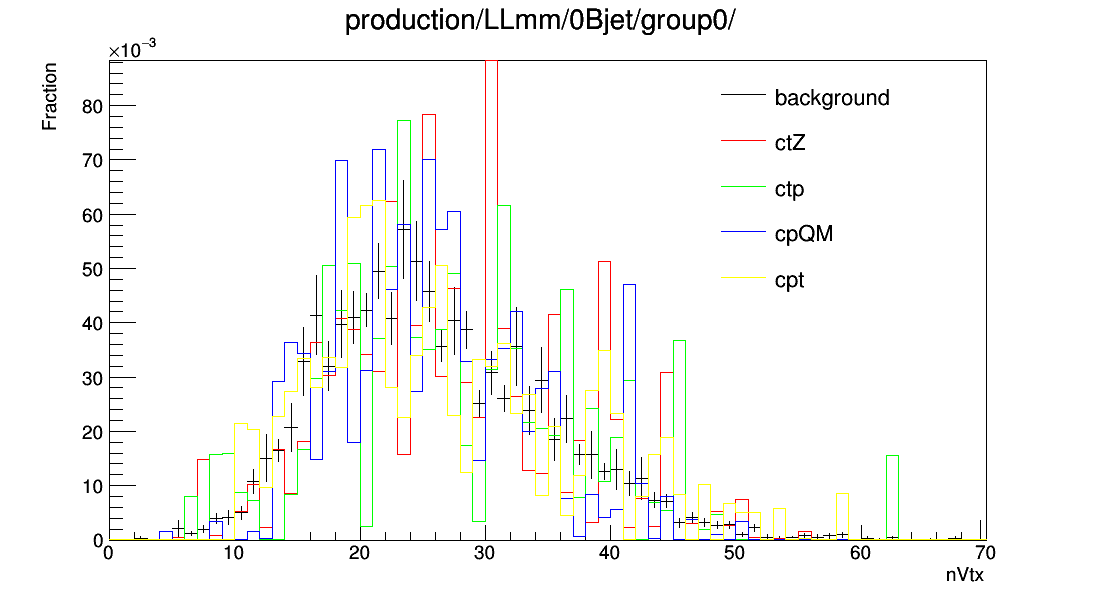 production/LLmm/0Bjet/group0/
×10⁻³
Fraction
background
ctZ
ctp
cpQM
cpt
80
70
60
50
40
30
20
10
0
0 10 20 30 40 50 60 70
nVtx